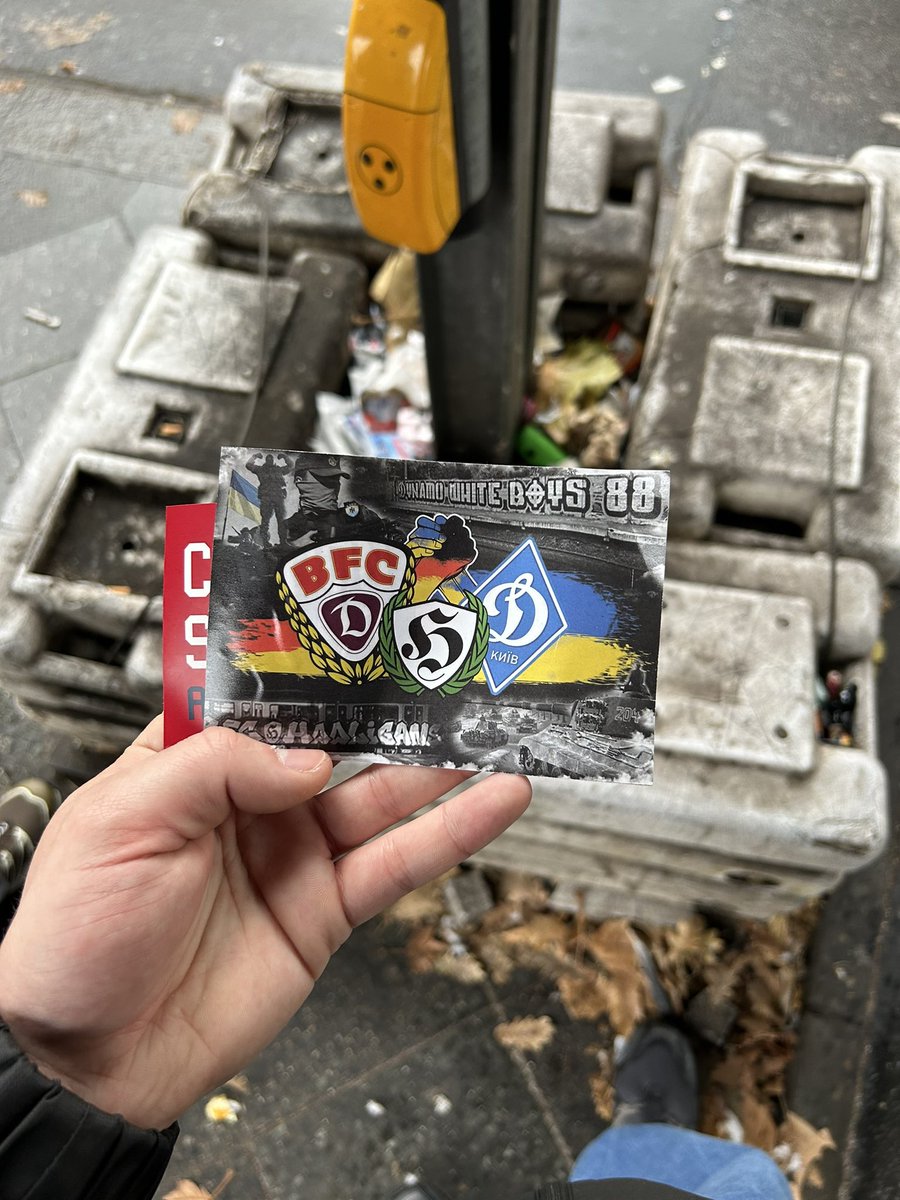 DYNAMO WHITE BOYS 88
BFC
D
H
Д
КИЇВ
C
S
A